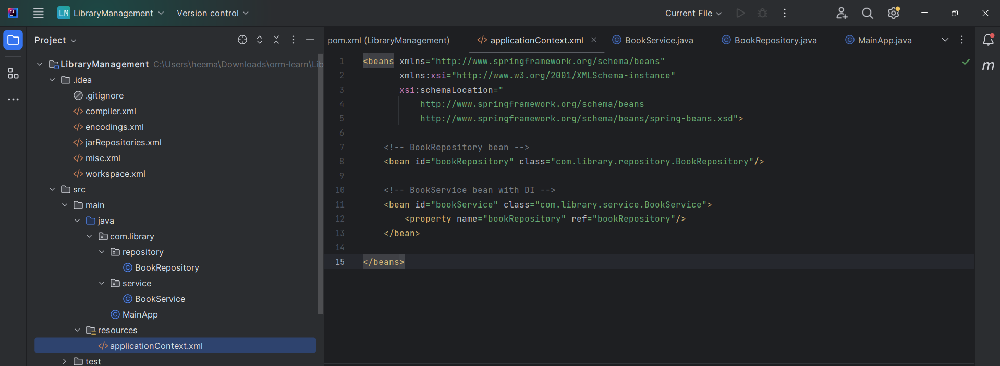 LM LibraryManagement Version control Current File
Project
LibraryManagement C:\Users\heema\Downloads\orm-learn\Lib
.idea
.gitignore
compiler.xml
encodings.xml
jarRepositories.xml
misc.xml
workspace.xml
src
main
java
com.library
repository
BookRepository
service
BookService
MainApp
resources
applicationContext.xml
test
pom.xml (LibraryManagement) applicationContext.xml BookService.java BookRepository.java MainApp.java
1 <beans xmlns="http://www.springframework.org/schema/beans"
2 xmlns:xsi="http://www.w3.org/2001/XMLSchema-instance"
3 xsi:schemaLocation="
4 http://www.springframework.org/schema/beans
5 http://www.springframework.org/schema/beans/spring-beans.xsd">
6
7 <!-- BookRepository bean -->
8 <bean id="bookRepository" class="com.library.repository.BookRepository"/>
9
10 <!-- BookService bean with DI -->
11 <bean id="bookService" class="com.library.service.BookService">
12 <property name="bookRepository" ref="bookRepository"/>
13 </bean>
14
15 </beans>
m